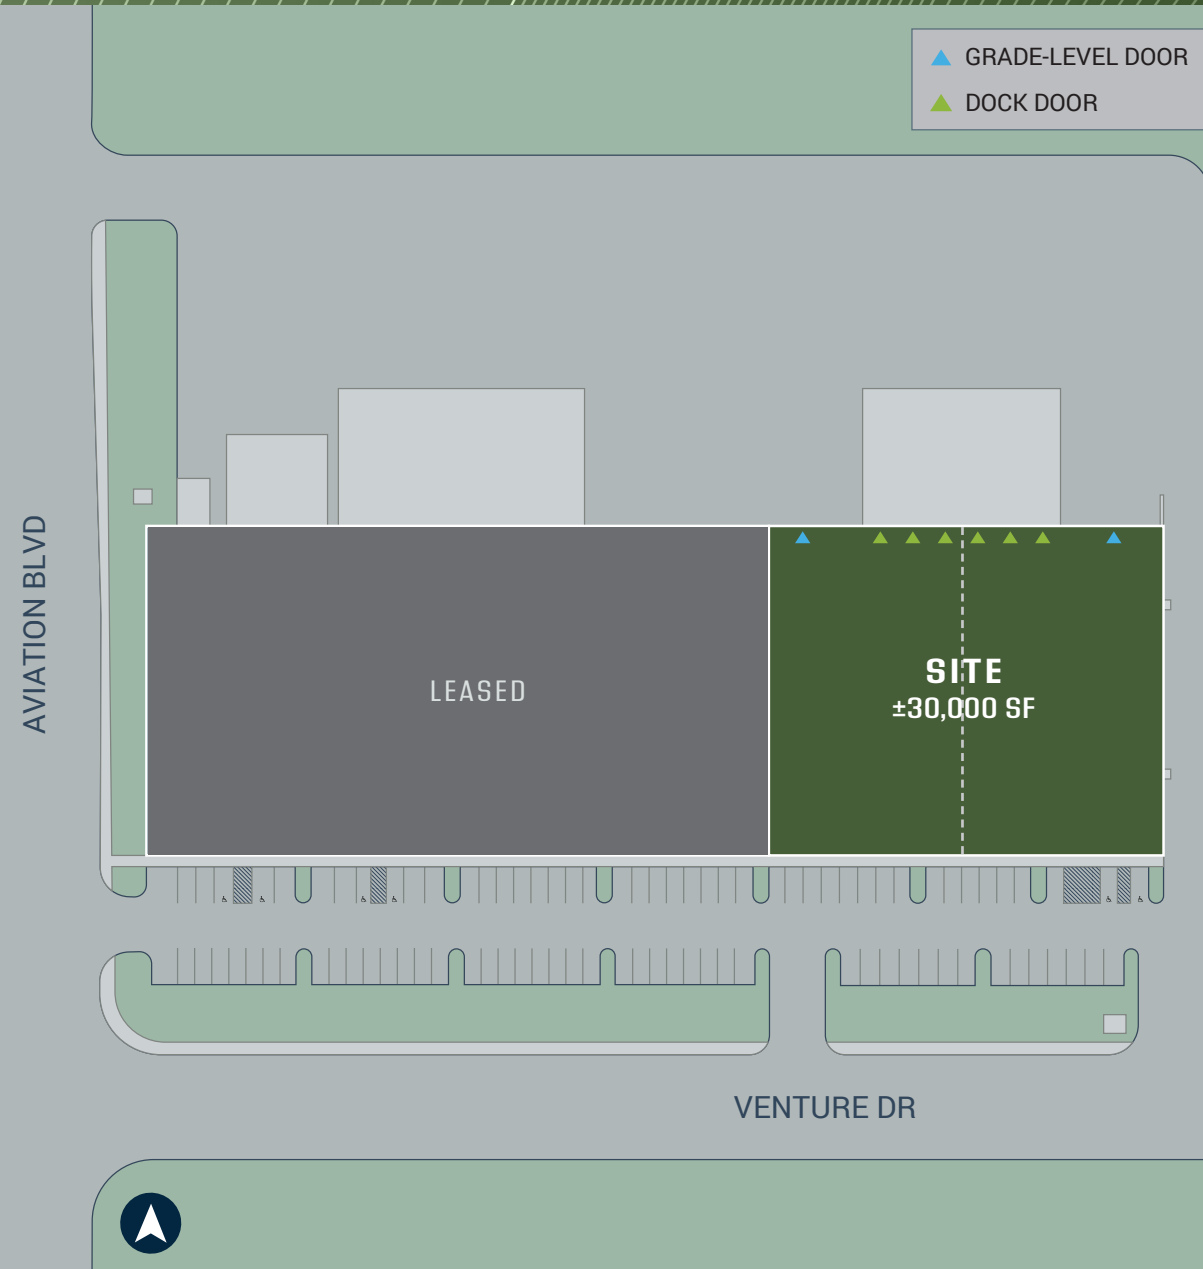 GRADE-LEVEL DOOR
DOCK DOOR
AVIATION BLVD
LEASED
SITE
±30,000 SF
VENTURE DR